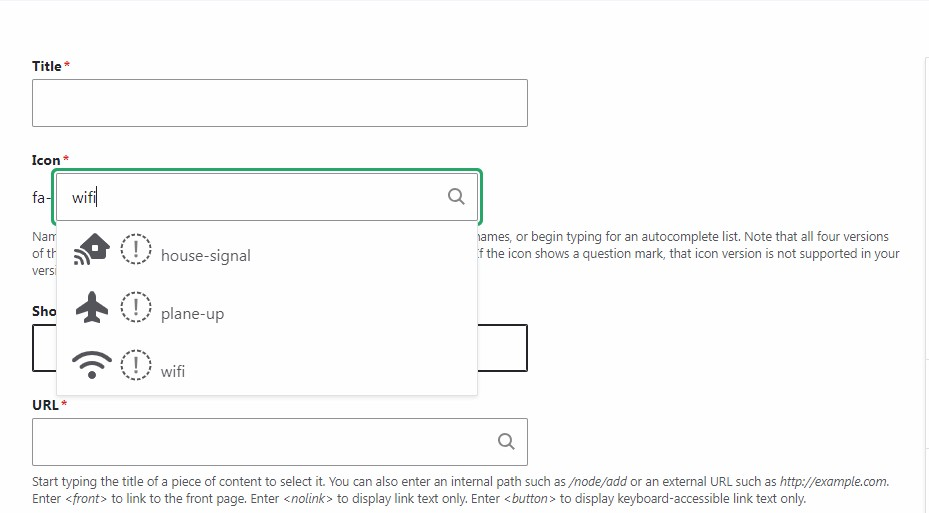 Title*
Icon*
fa- wifi
Nam ames, or begin typing for an autocomplete list. Note that all four versions
house-signal
of th f the icon shows a question mark, that icon version is not supported in your
versi
plane-up
Sho
wifi
URL*
Start typing the title of a piece of content to select it. You can also enter an internal path such as /node/add or an external URL such as http://example.com.
Enter <front> to link to the front page. Enter <nolink> to display link text only. Enter <button> to display keyboard-accessible link text only.